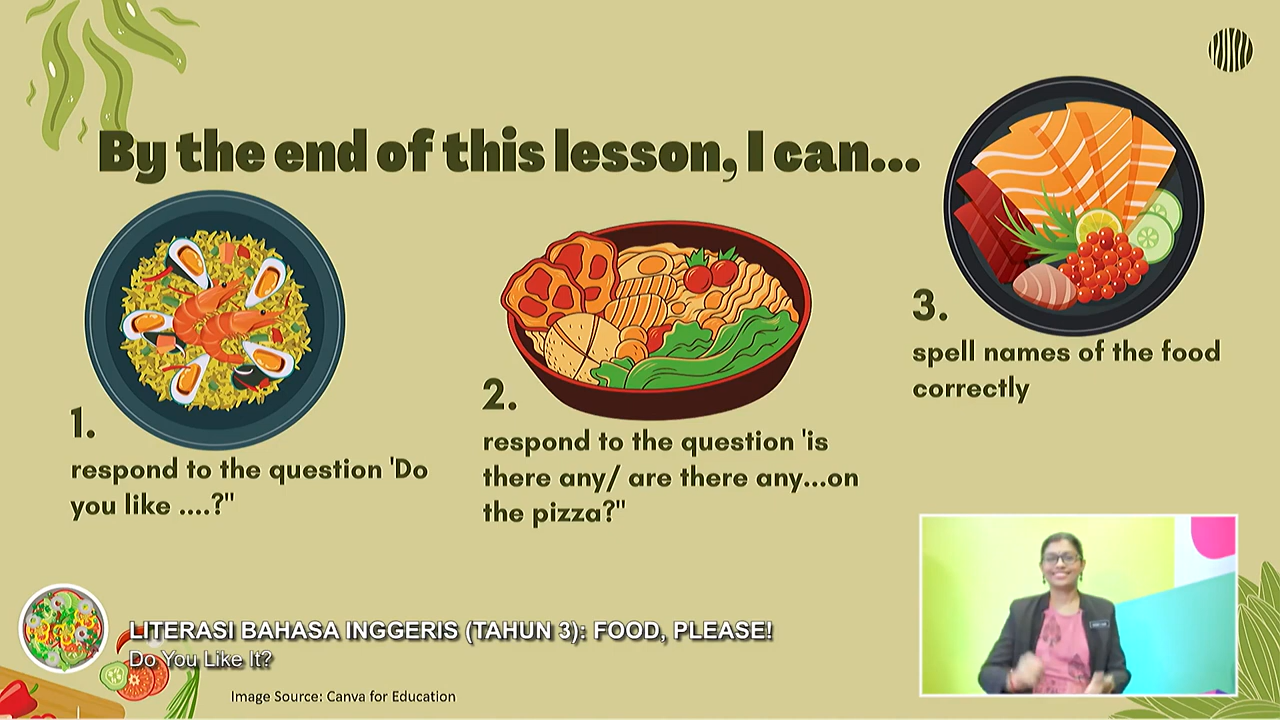 By the end of this lesson, I can...
1.
respond to the question 'Do
you like ....?"
2.
respond to the question 'is
there any/ are there any...on
the pizza?"
3.
spell names of the food
correctly
LITERASI BAHASA INGGERIS (TAHUN 3): FOOD, PLEASE!
Do You Like It?
Image Source: Canva for Education